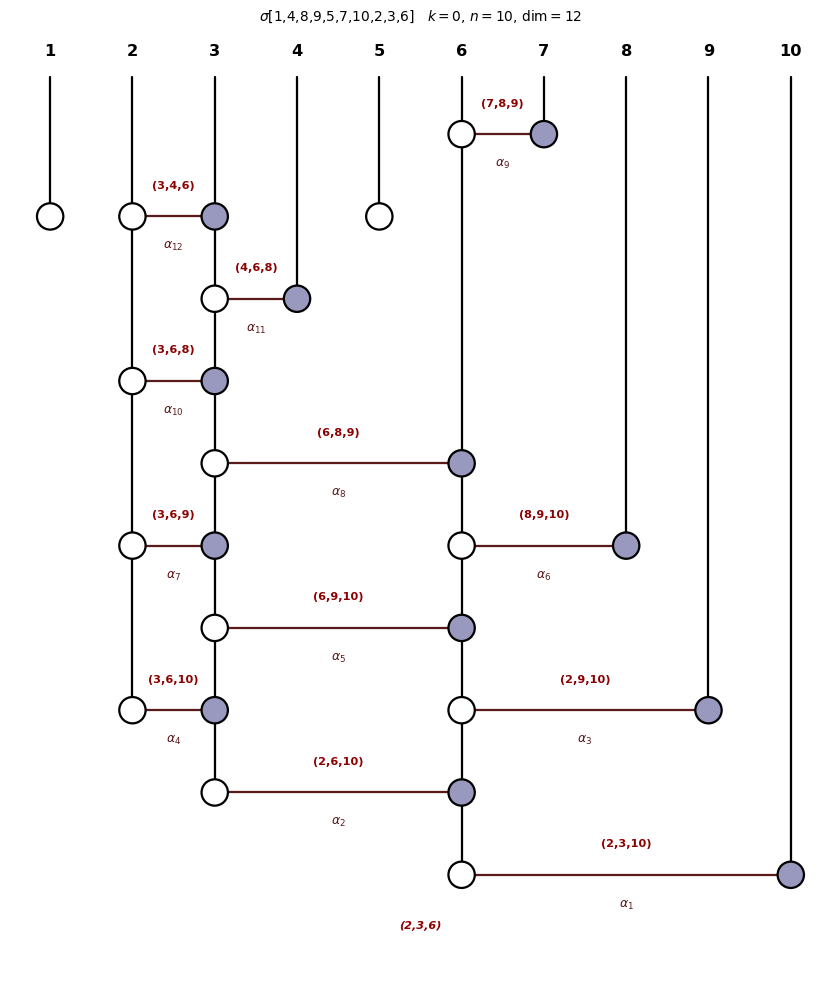 σ[1,4,8,9,5,7,10,2,3,6]   k=0, n=10, dim=12
1 2 3 4 5 6 7 8 9 10
(7,8,9)
α₉
(3,4,6)
α₁₂
(4,6,8)
α₁₁
(3,6,8)
α₁₀
(6,8,9)
α₈
(3,6,9) (8,9,10)
α₇ α₆
(6,9,10)
α₅
(3,6,10) (2,9,10)
α₄ α₃
(2,6,10)
α₂
(2,3,10)
α₁
(2,3,6)